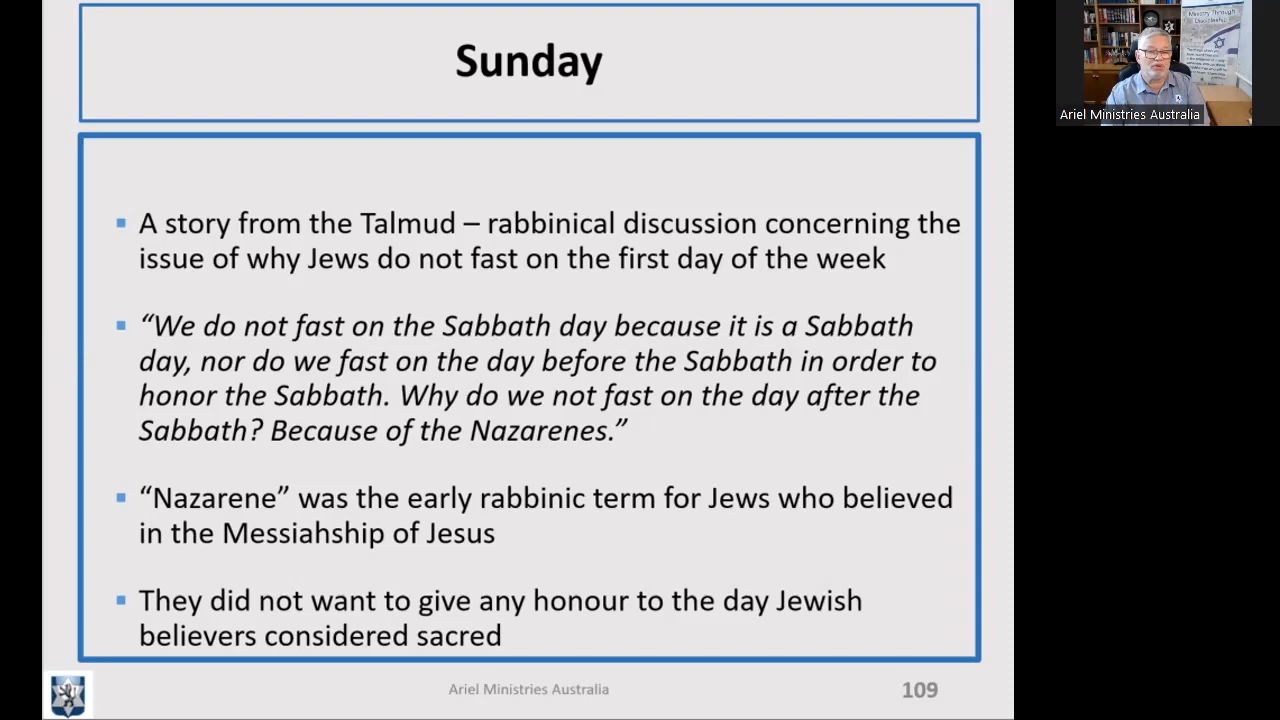 Sunday
A story from the Talmud – rabbinical discussion concerning the
issue of why Jews do not fast on the first day of the week
“We do not fast on the Sabbath day because it is a Sabbath
day, nor do we fast on the day before the Sabbath in order to
honor the Sabbath. Why do we not fast on the day after the
Sabbath? Because of the Nazarenes.”
“Nazarene” was the early rabbinic term for Jews who believed
in the Messiahship of Jesus
They did not want to give any honour to the day Jewish
believers considered sacred
Ariel Ministries Australia
109
Ministry Through
Discipleship
Ariel Ministries Australia